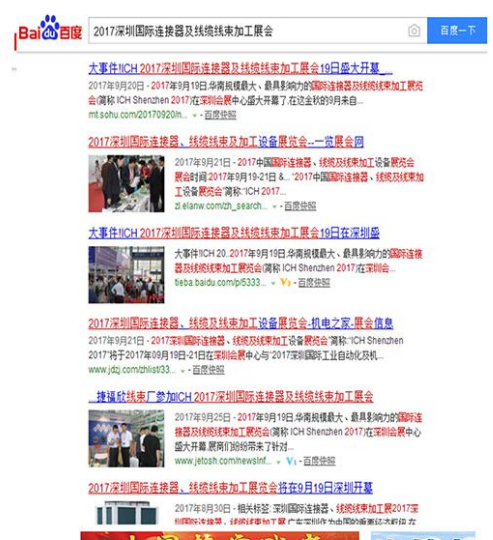 Bai du 百度
2017深圳国际连接器及线缆线束加工展会
百度一下
大事件!ICH 2017深圳国际连接器及线缆线束加工展会19日盛大开幕_...
2017年9月20日 - 2017年9月19日,华南规模最大、最具影响力的国际连接器及线缆线束加工展览
会(简称 ICH Shenzhen 2017)在深圳会展中心盛大开幕了,在这金秋的9月来自...
mt.sohu.com/20170920/n... - 百度快照
2017深圳国际连接器、线缆线束及加工设备展览会--一览展会网
2017年9月21日 - 2017中国国际连接器、线缆及线束加工设备展览会
展会时间:2017年9月19-21日 &... "2017中国国际连接器、线缆及线束加
工设备展览会"简称:"ICH 2017...
zl.elanw.com/zh_search... - 百度快照
大事件!ICH 2017深圳国际连接器及线缆线束加工展会19日在深圳盛
大事件!ICH 20..2017年9月19日,华南规模最大、最具影响力的国际连
接器及线缆线束加工展览会(简称 ICH Shenzhen 2017)在深圳会...
tieba.baidu.com/p/5333... - V3 - 百度快照
2017深圳国际连接器、线缆及线束加工设备展览会-机电之家-展会信息
2017年9月21日 - "2017深圳国际连接器、线缆及线束加工设备展览会"简称:"ICH Shenzhen
2017"将于2017年09月19日-21日在深圳会展中心与"2017深圳国际工业自动化及机...
www.jdzj.com/zhlist/33... - 百度快照
...捷福欣线束厂参加ICH 2017深圳国际连接器及线缆线束加工展会
2017年9月25日 - 2017年9月19日,华南规模最大、最具影响力的国际连
接器及线缆线束加工展览会(简称 ICH Shenzhen 2017)在深圳会展中心
盛大开幕,展商们纷纷带来了针对...
www.jetosh.com/newsInf... - V1 - 百度快照
2017深圳国际连接器、线缆线束加工展览会将在9月19日深圳开幕
2017年8月30日 - 相关标签: 深圳国际连接器、线缆线束加工展2017深
圳国际连接器、线缆线束加工展 广东深圳作为中国的重要经济枢纽,在